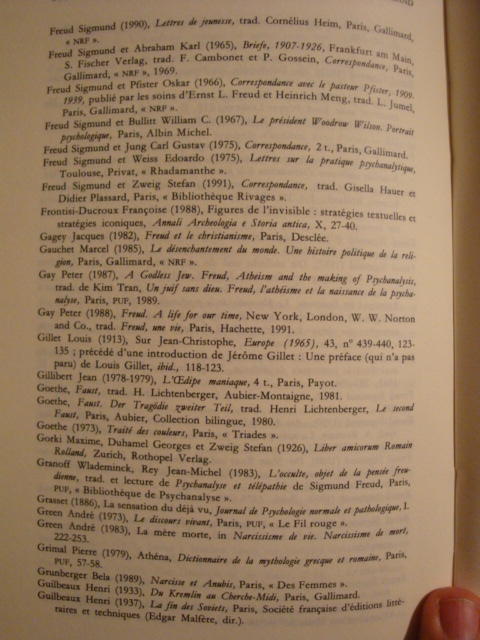 Freud Sigmund (1990), Lettres de jeunesse, trad. Cornélius Heim, Paris, Gallimard,
« NRF ».
Freud Sigmund et Abraham Karl (1965), Briefe, 1907-1926, Frankfurt am Main,
S. Fischer Verlag, trad. F. Cambonet et P. Gossein, Correspondance, Paris,
Gallimard, « NRF », 1969.
Freud Sigmund et Pfister Oskar (1966), Correspondance avec le pasteur Pfister, 1909-
1939, publié par les soins d'Ernst L. Freud et Heinrich Meng, trad. L. Jumel,
Paris, Gallimard, « NRF ».
Freud Sigmund et Bullitt William C. (1967), Le président Woodrow Wilson. Portrait
psychologique, Paris, Albin Michel.
Freud Sigmund et Jung Carl Gustav (1975), Correspondance, 2 t., Paris, Gallimard.
Freud Sigmund et Weiss Edoardo (1975), Lettres sur la pratique psychanalytique,
Toulouse, Privat, « Rhadamanthe ».
Freud Sigmund et Zweig Stefan (1991), Correspondance, trad. Gisella Hauer et
Didier Plassard, Paris, « Bibliothèque Rivages ».
Frontisi-Ducroux Françoise (1988), Figures de l'invisible : stratégies textuelles et
stratégies iconiques, Annali Archeologia e Storia antica, X, 27-40.
Gagey Jacques (1982), Freud et le christianisme, Paris, Desclée.
Gauchet Marcel (1985), Le désenchantement du monde. Une histoire politique de la reli-
gion, Paris, Gallimard, « NRF ».
Gay Peter (1987), A Godless Jew. Freud, Atheism and the making of Psychanalysis,
trad. de Kim Tran, Un juif sans dieu. Freud, l'athéisme et la naissance de la psycha-
nalyse, Paris, PUF, 1989.
Gay Peter (1988), Freud. A life for our time, New York, London, W. W. Norton
and Co., trad. Freud, une vie, Paris, Hachette, 1991.
Gillet Louis (1913), Sur Jean-Christophe, Europe (1965), 43, n° 439-440, 123-
135 ; précédé d'une introduction de Jérôme Gillet : Une préface (qui n'a pas
paru) de Louis Gillet, ibid., 118-123.
Gillibert Jean (1978-1979), L'Œdipe maniaque, 4 t., Paris, Payot.
Goethe, Faust, trad. H. Lichtenberger, Aubier-Montaigne, 1981.
Goethe, Faust. Der Tragödie zweiter Teil, trad. Henri Lichtenberger, Le second
Faust, Paris, Aubier, Collection bilingue, 1980.
Goethe (1973), Traité des couleurs, Paris, « Triades ».
Gorki Maxime, Duhamel Georges et Zweig Stefan (1926), Liber amicorum Romain
Rolland, Zurich, Rothopel Verlag.
Granoff Wlademinck, Rey Jean-Michel (1983), L'occulte, objet de la pensée freu-
dienne, trad. et lecture de Psychanalyse et télépathie de Sigmund Freud, Paris,
PUF, « Bibliothèque de Psychanalyse ».
Grasset (1886), La sensation du déjà vu, Journal de Psychologie normale et pathologique, I.
Green André (1973), Le discours vivant, Paris, PUF, « Le Fil rouge ».
Green André (1983), La mère morte, in Narcissisme de vie. Narcissisme de mort,
222-253.
Grimal Pierre (1979), Athéna, Dictionnaire de la mythologie grecque et romaine, Paris,
PUF, 57-58.
Grunberger Bela (1989), Narcisse et Anubis, Paris, « Des Femmes ».
Guilbeaux Henri (1933), Du Kremlin au Cherche-Midi, Paris, Gallimard.
Guilbeaux Henri (1937), La fin des Soviets, Paris, Société française d'éditions litté-
raires et techniques (Edgar Malfère, dir.).